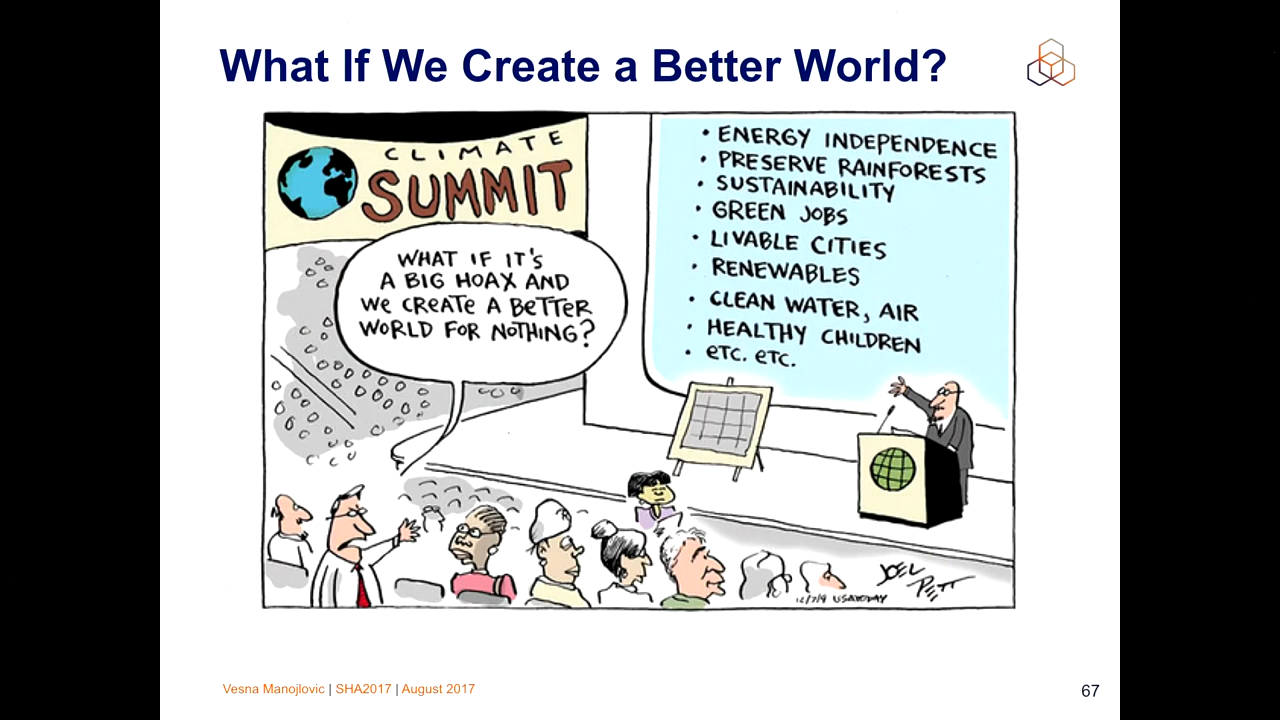 What If We Create a Better World?
CLIMATE
SUMMIT
WHAT IF IT'S
A BIG HOAX AND
WE CREATE A BETTER
WORLD FOR NOTHING?
• ENERGY INDEPENDENCE
• PRESERVE RAINFORESTS
• SUSTAINABILITY
• GREEN JOBS
• LIVABLE CITIES
• RENEWABLES
• CLEAN WATER, AIR
• HEALTHY CHILDREN
• ETC. ETC.
JOEL
PETT
USA TODAY
Vesna Manojlovic | SHA2017 | August 2017
67